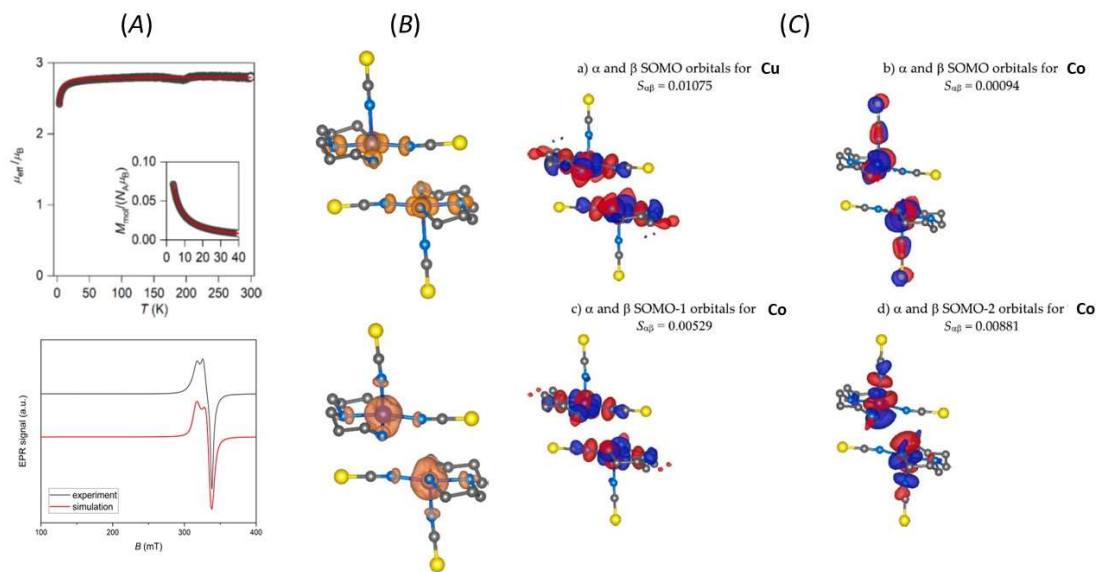 (A)
(B)
(C)
3
2
1
0
μeff/μB
0.10
0.05
0.00
Mmol/(NAμB)
0 10 20 30 40
0 50 100 150 200 250 300
T (K)
EPR signal (a.u.)
experiment
simulation
100 200 300 400
B (mT)
a) α and β SOMO orbitals for Cu
Sαβ = 0.01075
b) α and β SOMO orbitals for Co
Sαβ = 0.00094
c) α and β SOMO-1 orbitals for Co
Sαβ = 0.00529
d) α and β SOMO-2 orbitals for Co
Sαβ = 0.00881